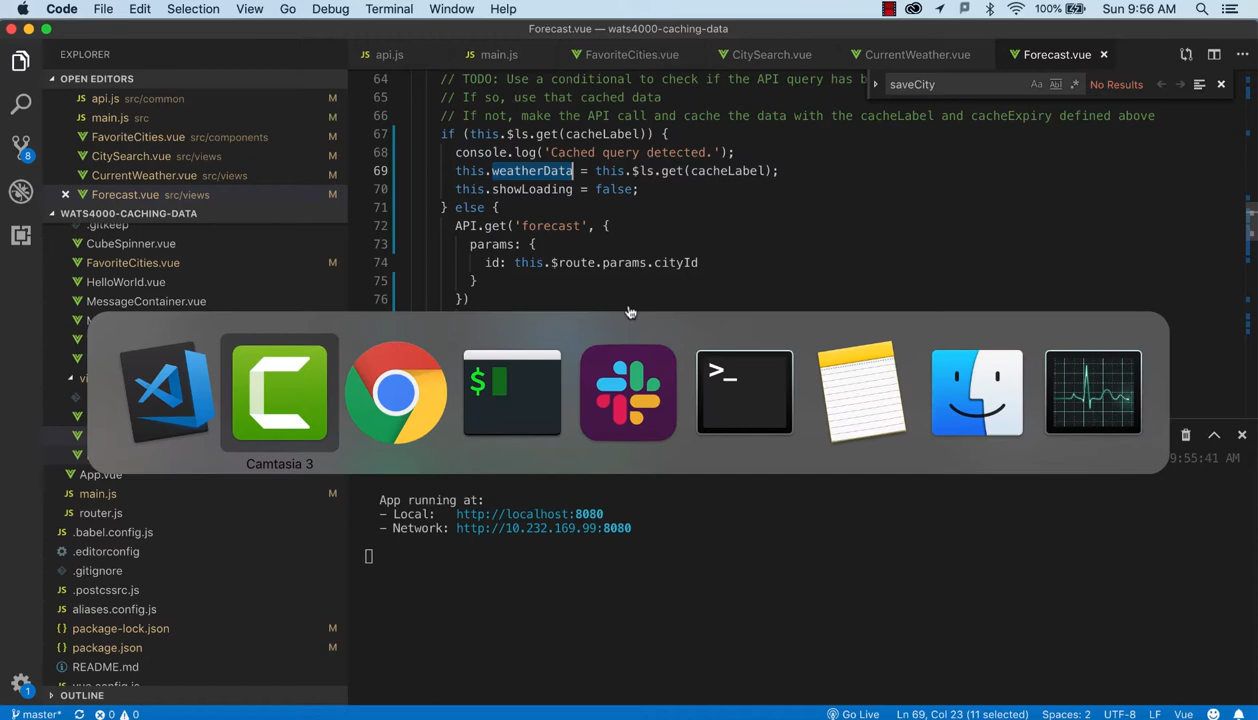 Code File Edit Selection View Go Debug Terminal Window Help 100% Sun 9:56 AM
Forecast.vue — wats4000-caching-data
EXPLORER
OPEN EDITORS
api.js src/common M
main.js src M
FavoriteCities.vue src/components M
CitySearch.vue src/views M
CurrentWeather.vue src/views M
Forecast.vue src/views M
WATS4000-CACHING-DATA
.gitkeep
CubeSpinner.vue
FavoriteCities.vue M
HelloWorld.vue
MessageContainer.vue
App.vue
main.js M
router.js
.babel.config.js
.editorconfig
.gitignore
.postcssrc.js
aliases.config.js
package-lock.json M
package.json M
README.md
OUTLINE
api.js main.js FavoriteCities.vue CitySearch.vue CurrentWeather.vue Forecast.vue
saveCity Aa Abl .* No Results
64 // TODO: Use a conditional to check if the API query has b
65 // If so, use that cached data
66 // If not, make the API call and cache the data with the cacheLabel and cacheExpiry defined above
67 if (this.$ls.get(cacheLabel)) {
68 console.log('Cached query detected.');
69 this.weatherData = this.$ls.get(cacheLabel);
70 this.showLoading = false;
71 } else {
72 API.get('forecast', {
73 params: {
74 id: this.$route.params.cityId
75 }
76 })
$
>_
Camtasia 3
9:55:41 AM
App running at:
- Local: http://localhost:8080
- Network: http://10.232.169.99:8080
8
1
master* 0 0 Go Live Ln 69, Col 23 (11 selected) Spaces: 2 UTF-8 LF Vue